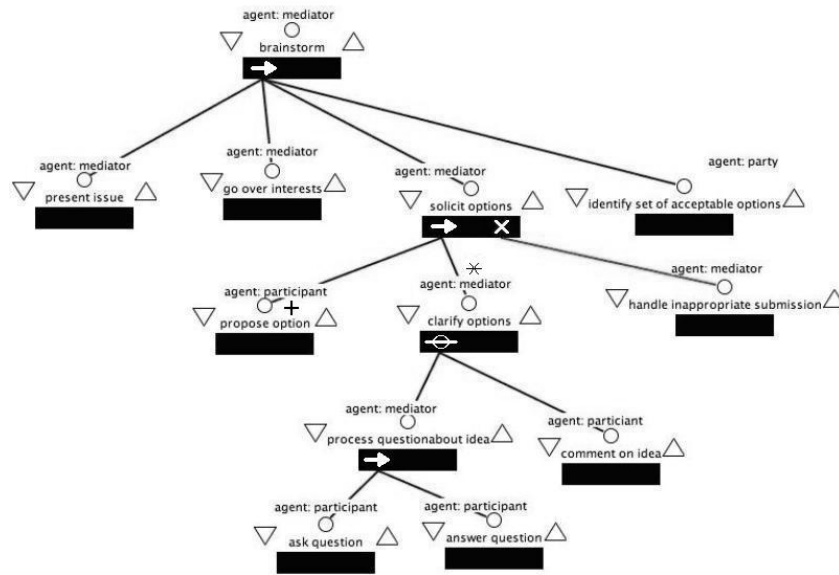 agent: mediator
brainstorm
agent: mediator
present issue
agent: mediator
go over interests
agent: mediator
solicit options
agent: party
identify set of acceptable options
agent: participant
propose option
agent: mediator
clarify options
agent: mediator
handle inappropriate submission
agent: mediator
process questionabout idea
agent: particiant
comment on idea
agent: participant
ask question
agent: participant
answer question